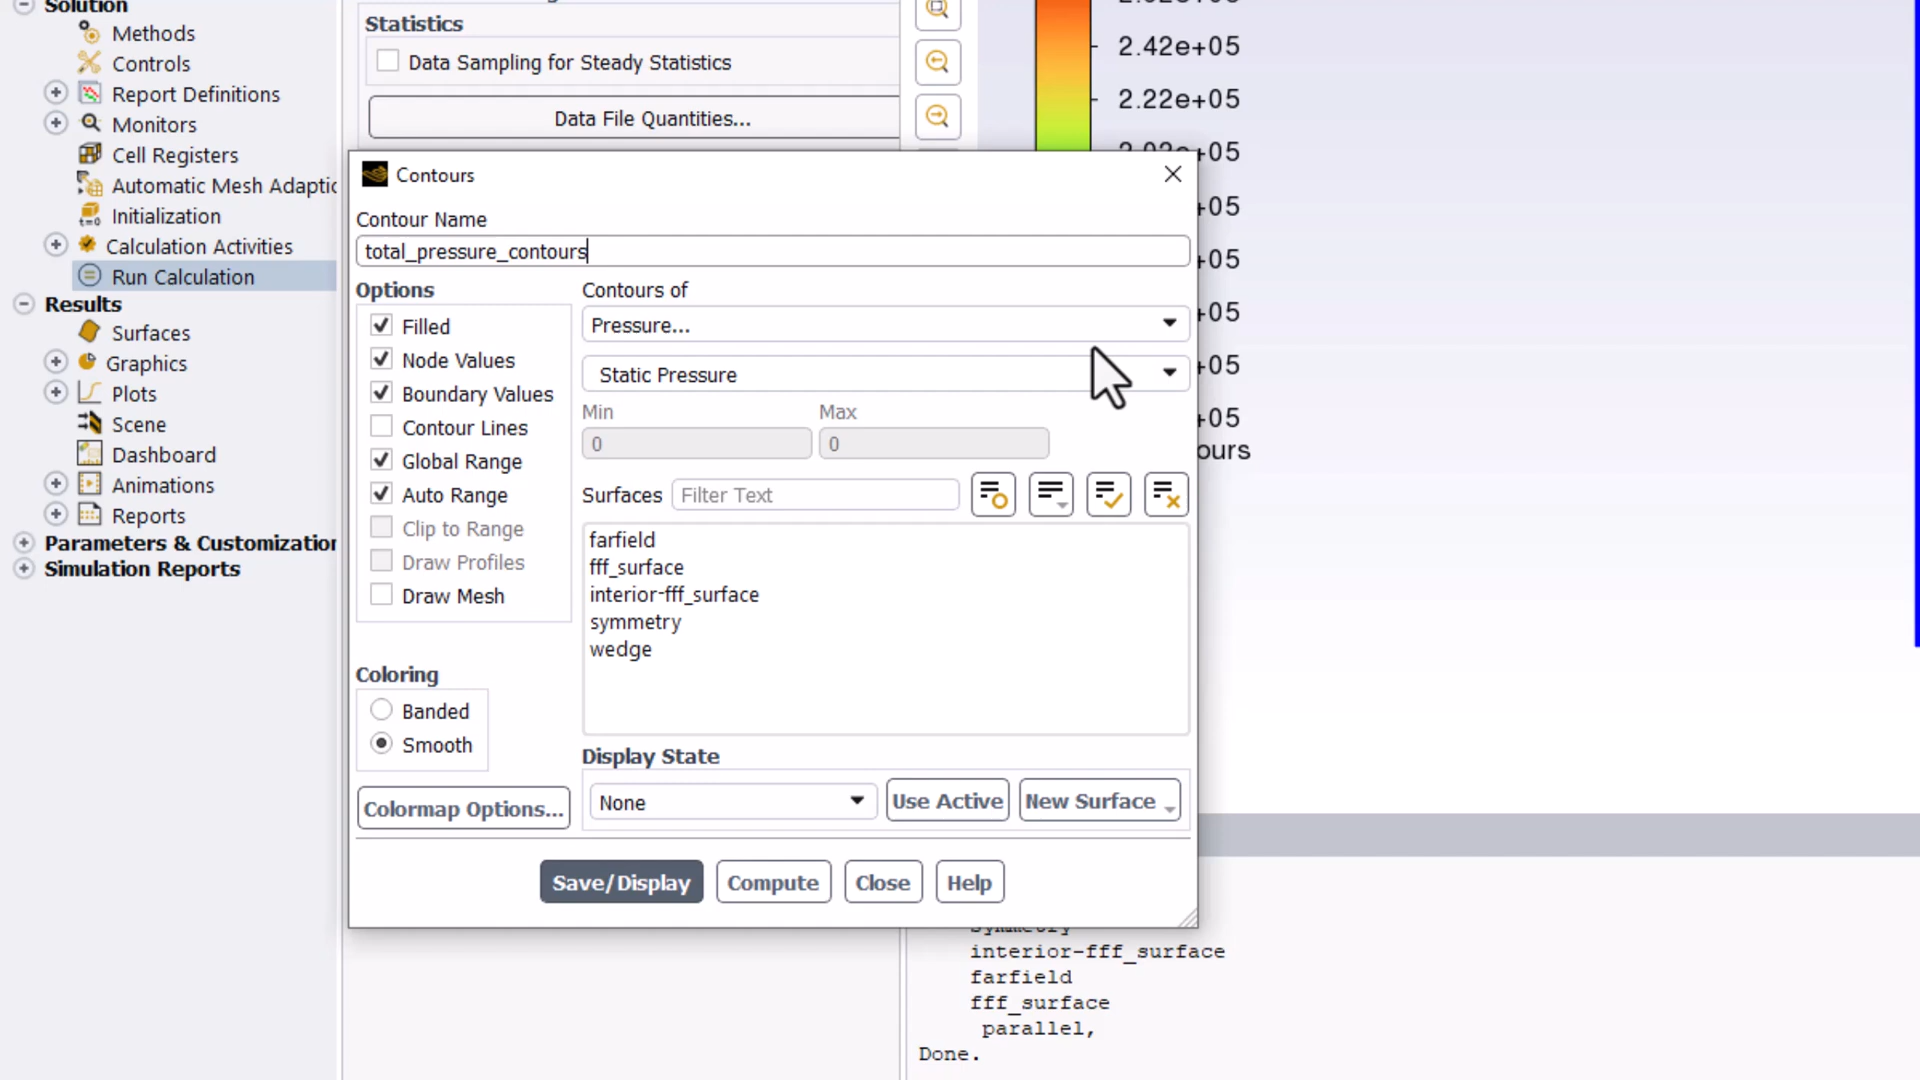 Solution
Methods
Controls
Report Definitions
Monitors
Cell Registers
Automatic Mesh Adaptio
Initialization
Calculation Activities
Run Calculation
Results
Surfaces
Graphics
Plots
Scene
Dashboard
Animations
Reports
Parameters & Customization
Simulation Reports
Statistics
Data Sampling for Steady Statistics
Data File Quantities...
Contours
Contour Name
total_pressure_contours
Options
Filled
Node Values
Boundary Values
Contour Lines
Global Range
Auto Range
Clip to Range
Draw Profiles
Draw Mesh
Coloring
Banded
Smooth
Colormap Options...
Contours of
Pressure...
Static Pressure
Min Max
0 0
Surfaces Filter Text
farfield
fff_surface
interior-fff_surface
symmetry
wedge
Display State
None Use Active New Surface
Save/Display Compute Close Help
2.42e+05
2.22e+05
2.02e+05
+05
+05
+05
+05
+05
ours
symmetry
interior-fff_surface
farfield
fff_surface
parallel,
Done.